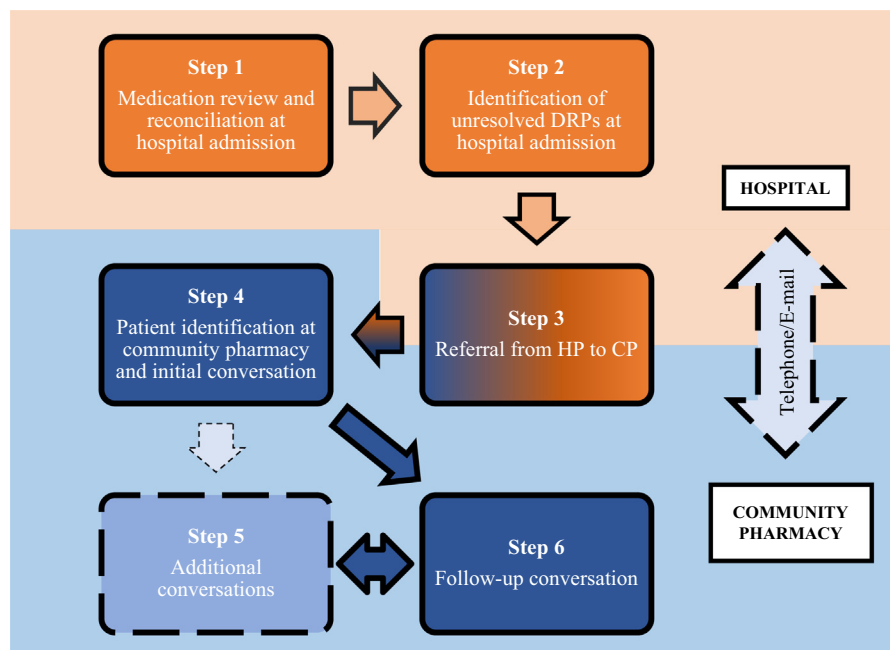 Step 1
Medication review and
reconciliation at
hospital admission
Step 2
Identification of
unresolved DRPs at
hospital admission
HOSPITAL
Step 3
Referral from HP to CP
Step 4
Patient identification at
community pharmacy
and initial conversation
Telephone/E-mail
Step 5
Additional
conversations
Step 6
Follow-up conversation
COMMUNITY
PHARMACY